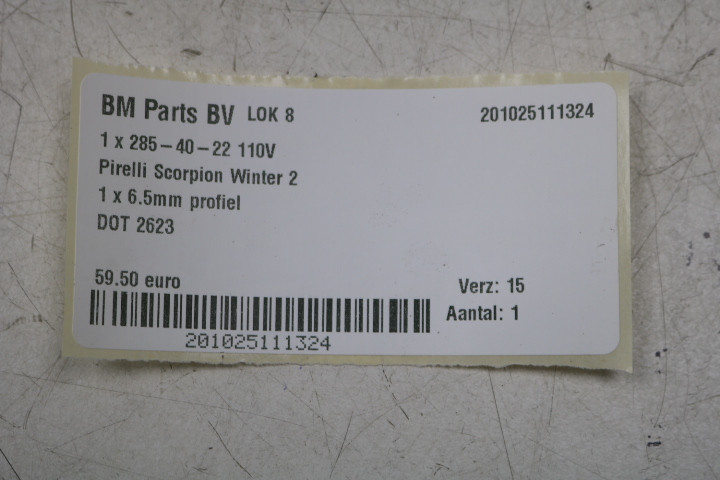 BM Parts BV LOK 8 201025111324
1 x 285-40-22 110V
Pirelli Scorpion Winter 2
1 x 6.5mm profiel
DOT 2623
59.50 euro Verz: 15
Aantal: 1
201025111324